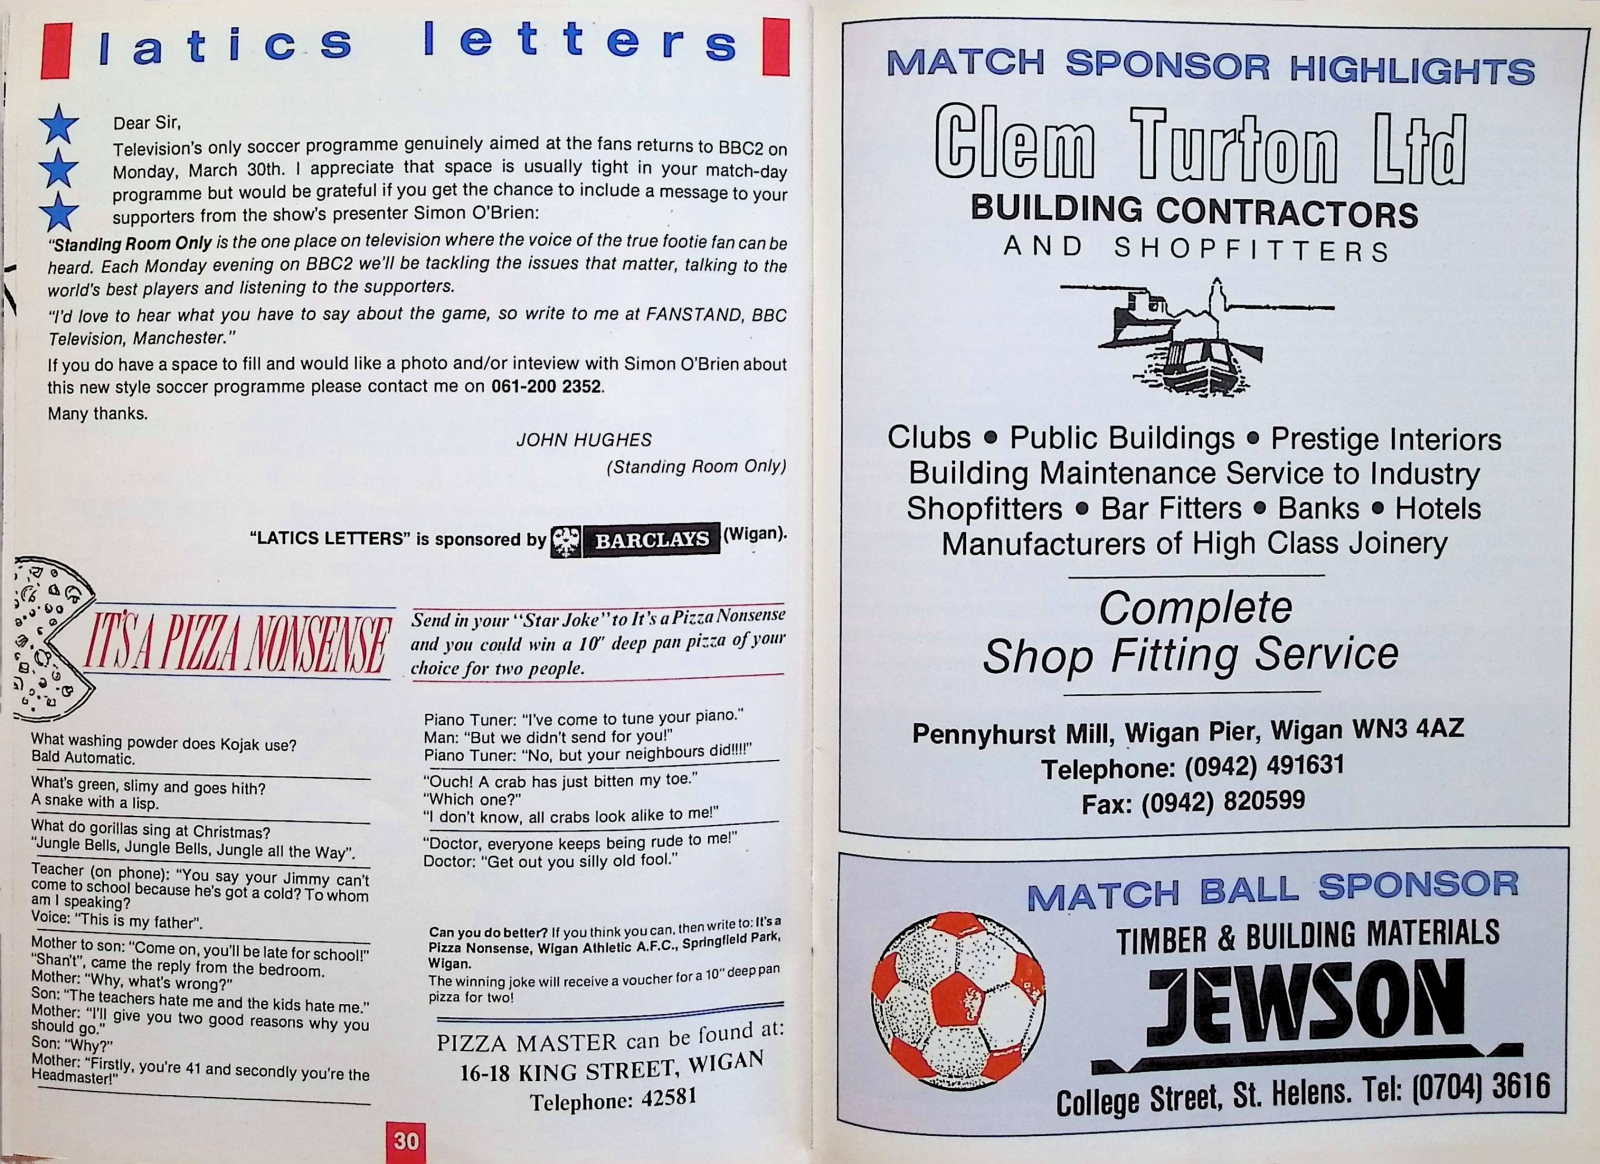 latics letters
Dear Sir,
Television's only soccer programme genuinely aimed at the fans returns to BBC2 on
Monday, March 30th. I appreciate that space is usually tight in your match-day
programme but would be grateful if you get the chance to include a message to your
supporters from the show's presenter Simon O'Brien:
"Standing Room Only is the one place on television where the voice of the true footie fan can be
heard. Each Monday evening on BBC2 we'll be tackling the issues that matter, talking to the
world's best players and listening to the supporters.
"I'd love to hear what you have to say about the game, so write to me at FANSTAND, BBC
Television, Manchester."
If you do have a space to fill and would like a photo and/or inteview with Simon O'Brien about
this new style soccer programme please contact me on 061-200 2352.
Many thanks.
JOHN HUGHES
(Standing Room Only)
"LATICS LETTERS" is sponsored by BARCLAYS (Wigan).
IT'S A PIZZA NONSENSE
Send in your "Star Joke" to It's a Pizza Nonsense
and you could win a 10" deep pan pizza of your
choice for two people.
What washing powder does Kojak use?
Bald Automatic.
What's green, slimy and goes hith?
A snake with a lisp.
What do gorillas sing at Christmas?
"Jungle Bells, Jungle Bells, Jungle all the Way".
Teacher (on phone): "You say your Jimmy can't
come to school because he's got a cold? To whom
am I speaking?
Voice: "This is my father".
Mother to son: "Come on, you'll be late for school!"
"Shan't", came the reply from the bedroom.
Mother: "Why, what's wrong?"
Son: "The teachers hate me and the kids hate me."
Mother: "I'll give you two good reasons why you
should go."
Son: "Why?"
Mother: "Firstly, you're 41 and secondly you're the
Headmaster!"
Piano Tuner: "I've come to tune your piano."
Man: "But we didn't send for you!"
Piano Tuner: "No, but your neighbours did!!!!"
"Ouch! A crab has just bitten my toe."
"Which one?"
"I don't know, all crabs look alike to me!"
"Doctor, everyone keeps being rude to me!"
Doctor: "Get out you silly old fool."
Can you do better? If you think you can, then write to: It's a
Pizza Nonsense, Wigan Athletic A.F.C., Springfield Park,
Wigan.
The winning joke will receive a voucher for a 10" deep pan
pizza for two!
PIZZA MASTER can be found at:
16-18 KING STREET, WIGAN
Telephone: 42581
30
MATCH SPONSOR HIGHLIGHTS
Clem Turton Ltd
BUILDING CONTRACTORS
AND SHOPFITTERS
Clubs • Public Buildings • Prestige Interiors
Building Maintenance Service to Industry
Shopfitters • Bar Fitters • Banks • Hotels
Manufacturers of High Class Joinery
Complete
Shop Fitting Service
Pennyhurst Mill, Wigan Pier, Wigan WN3 4AZ
Telephone: (0942) 491631
Fax: (0942) 820599
MATCH BALL SPONSOR
TIMBER & BUILDING MATERIALS
JEWSON
College Street, St. Helens. Tel: (0704) 3616